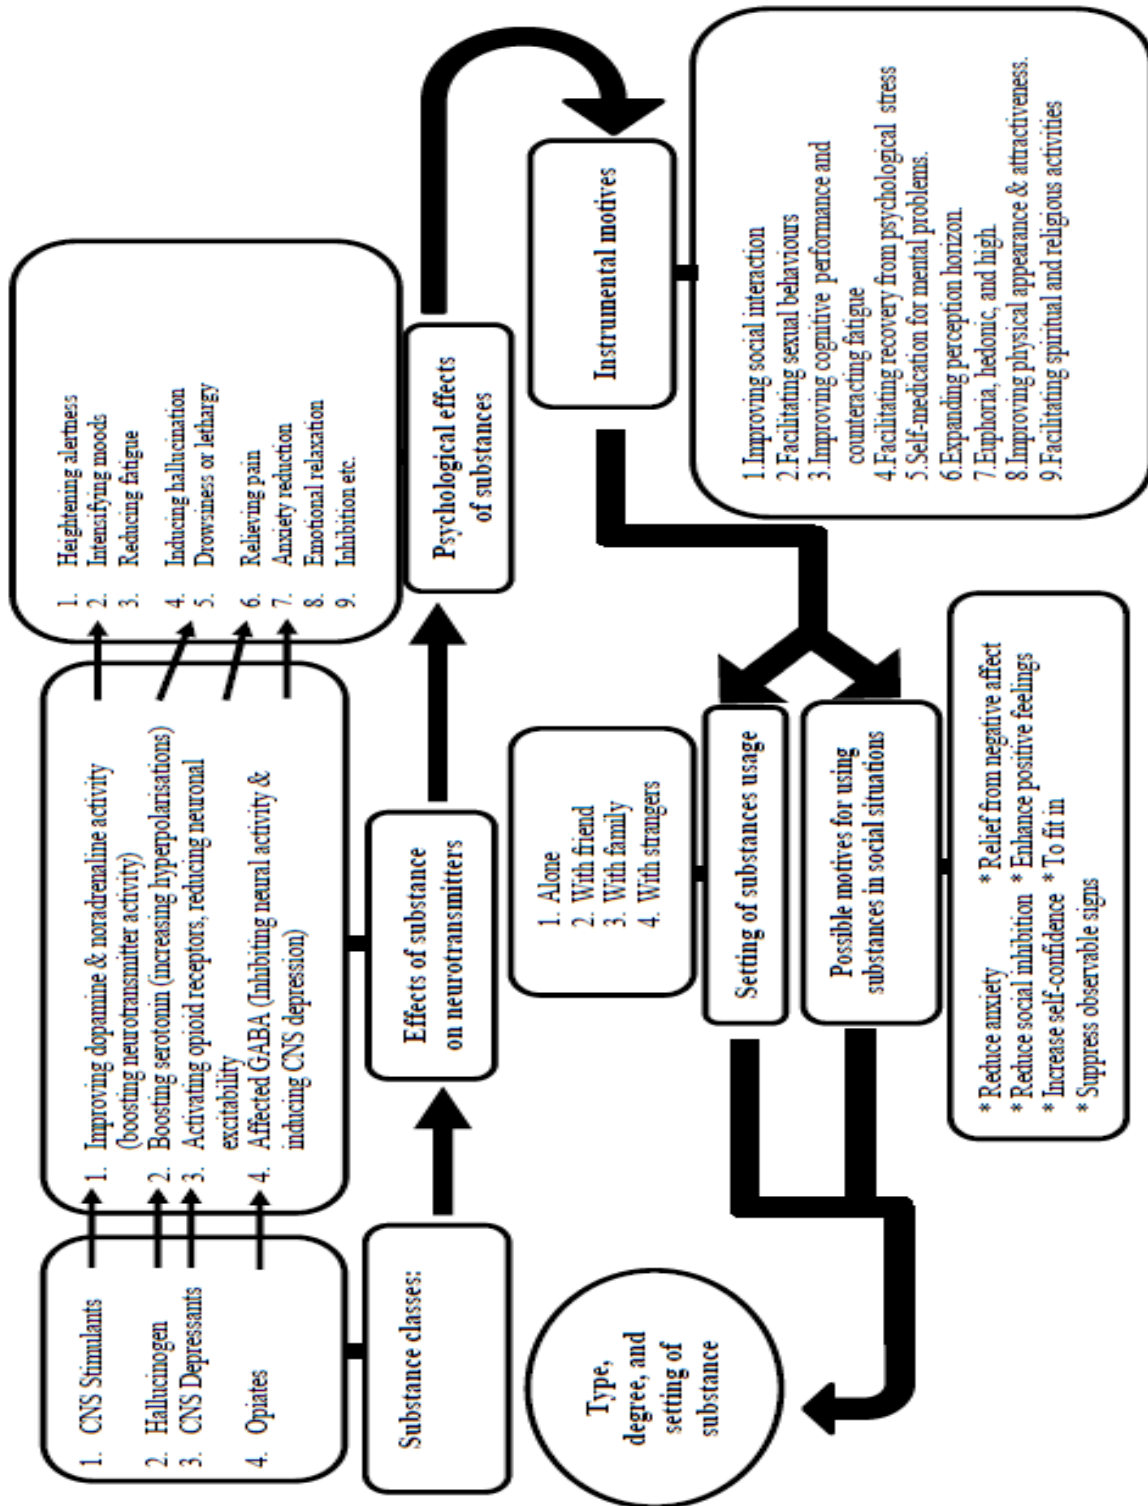 1. CNS Stimulants
2. Hallucinogen
3. CNS Depressants
4. Opiates
Substance classes:
1. Improving dopamine & noradrenaline activity
(boosting neurotransmitter activity)
2. Boosting serotonin (increasing hyperpolarisations)
3. Activating opioid receptors, reducing neuronal
excitability
4. Affected GABA (Inhibiting neural activity &
inducing CNS depression)
Effects of substance
on neurotransmitters
1. Heightening alertness
2. Intensifying moods
3. Reducing fatigue
4. Inducing hallucination
5. Drowsiness or lethargy
6. Relieving pain
7. Anxiety reduction
8. Emotional relaxation
9. Inhibition etc.
Psychological effects
of substances
Instrumental motives
1.Improving social interaction
2.Facilitating sexual behaviours
3.Improving cognitive performance and
counteracting fatigue
4.Facilitating recovery from psychological stress
5.Self-medication for mental problems.
6.Expanding perception horizon.
7.Euphoria, hedonic, and high.
8.Improving physical appearance & attractiveness.
9.Facilitating spiritual and religious activities
1. Alone
2. With friend
3. With family
4. With strangers
Setting of substances usage
Possible motives for using
substances in social situations
* Reduce anxiety * Relief from negative affect
* Reduce social inhibition * Enhance positive feelings
* Increase self-confidence * To fit in
* Suppress observable signs
Type,
degree, and
setting of
substance